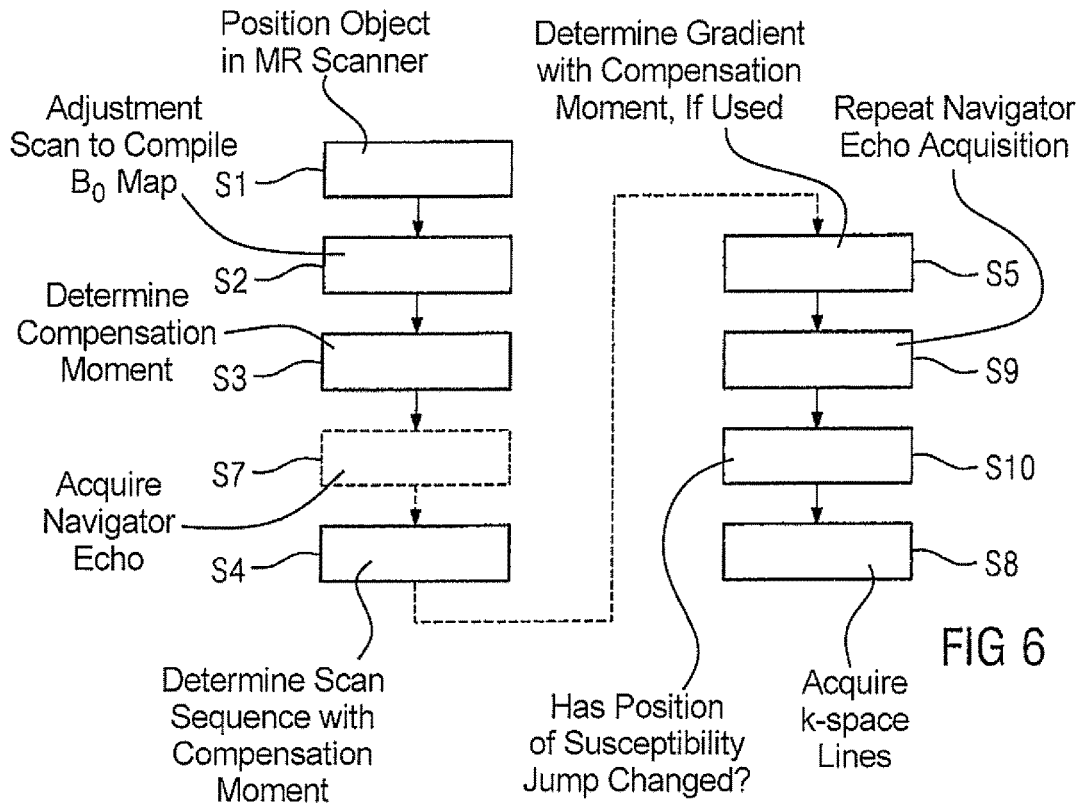 Position Object
in MR Scanner
Adjustment
Scan to Compile
B₀ Map
S1
S2
Determine
Compensation
Moment
S3
S7
Acquire
Navigator
Echo
S4
Determine Scan
Sequence with
Compensation
Moment
Determine Gradient
with Compensation
Moment, If Used
Repeat Navigator
Echo Acquisition
S5
S9
S10
S8
Has Position
of Susceptibility
Jump Changed?
Acquire
k-space
Lines
FIG 6